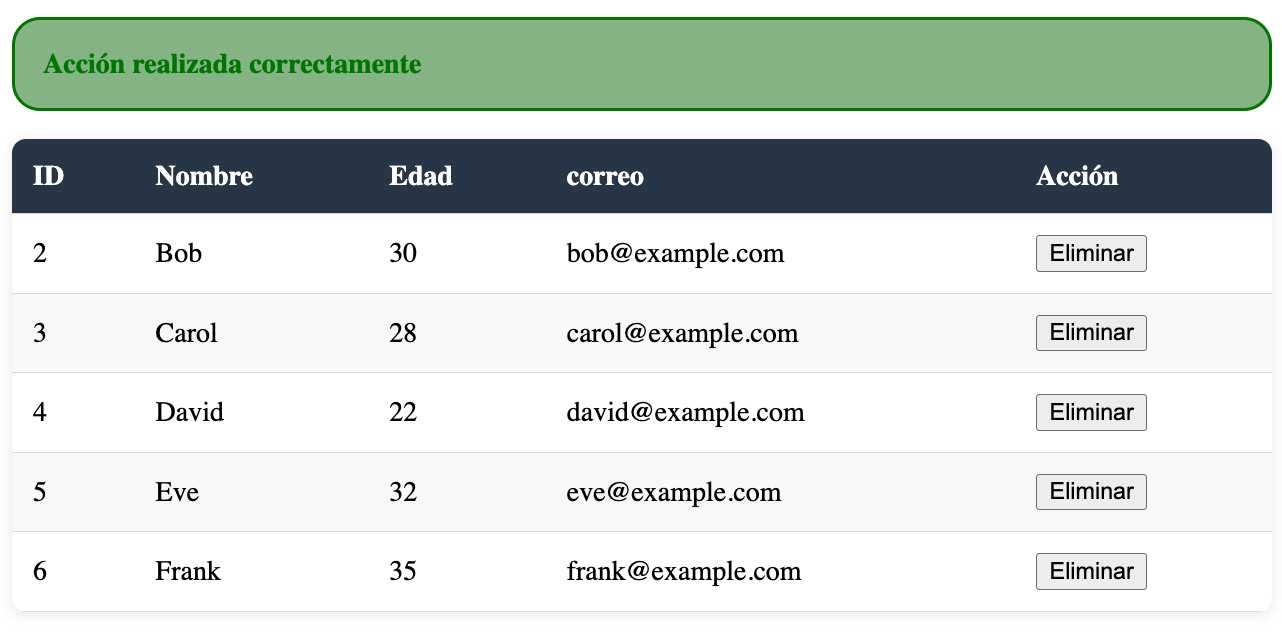 Acción realizada correctamente
ID Nombre Edad correo Acción
2 Bob 30 bob@example.com Eliminar
3 Carol 28 carol@example.com Eliminar
4 David 22 david@example.com Eliminar
5 Eve 32 eve@example.com Eliminar
6 Frank 35 frank@example.com Eliminar